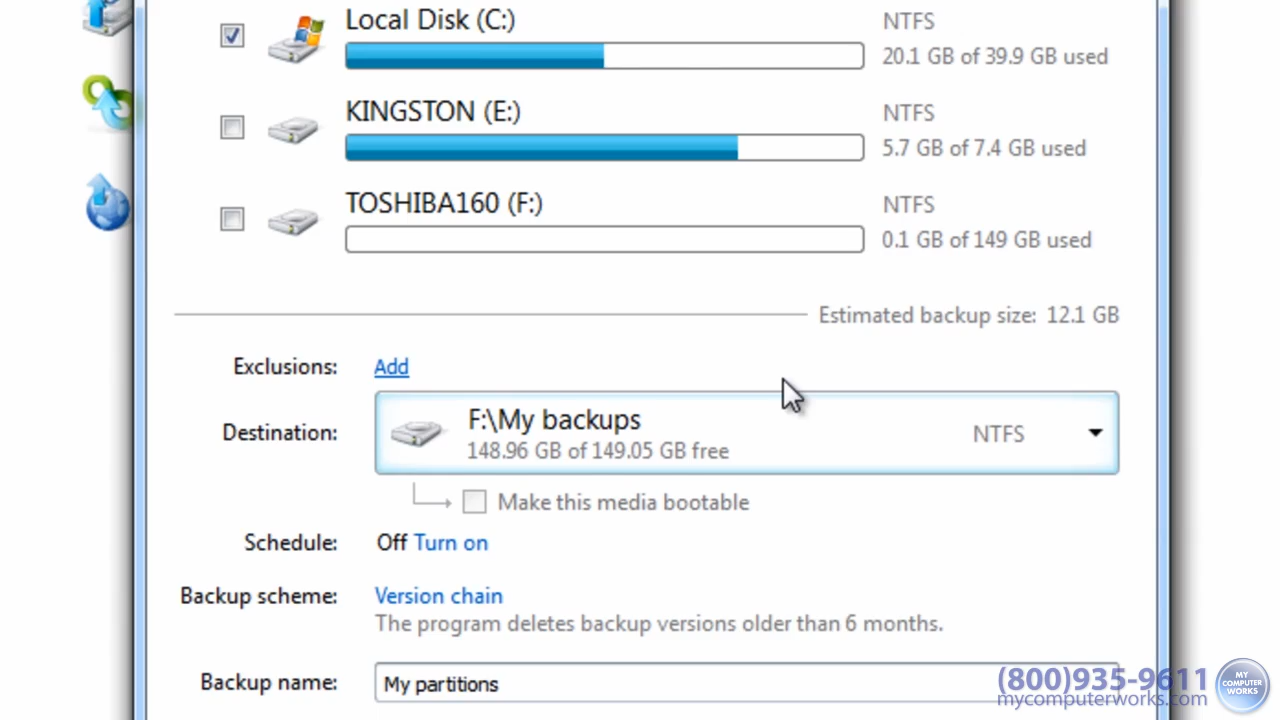 Local Disk (C:)
NTFS
20.1 GB of 39.9 GB used
KINGSTON (E:)
NTFS
5.7 GB of 7.4 GB used
TOSHIBA160 (F:)
NTFS
0.1 GB of 149 GB used
Estimated backup size: 12.1 GB
Exclusions: Add
Destination: F:\My backups
148.96 GB of 149.05 GB free
NTFS
Make this media bootable
Schedule: Off Turn on
Backup scheme: Version chain
The program deletes backup versions older than 6 months.
Backup name: My partitions
(800)935-9611
mycomputerworks.com
MY
COMPUTER
WORKS